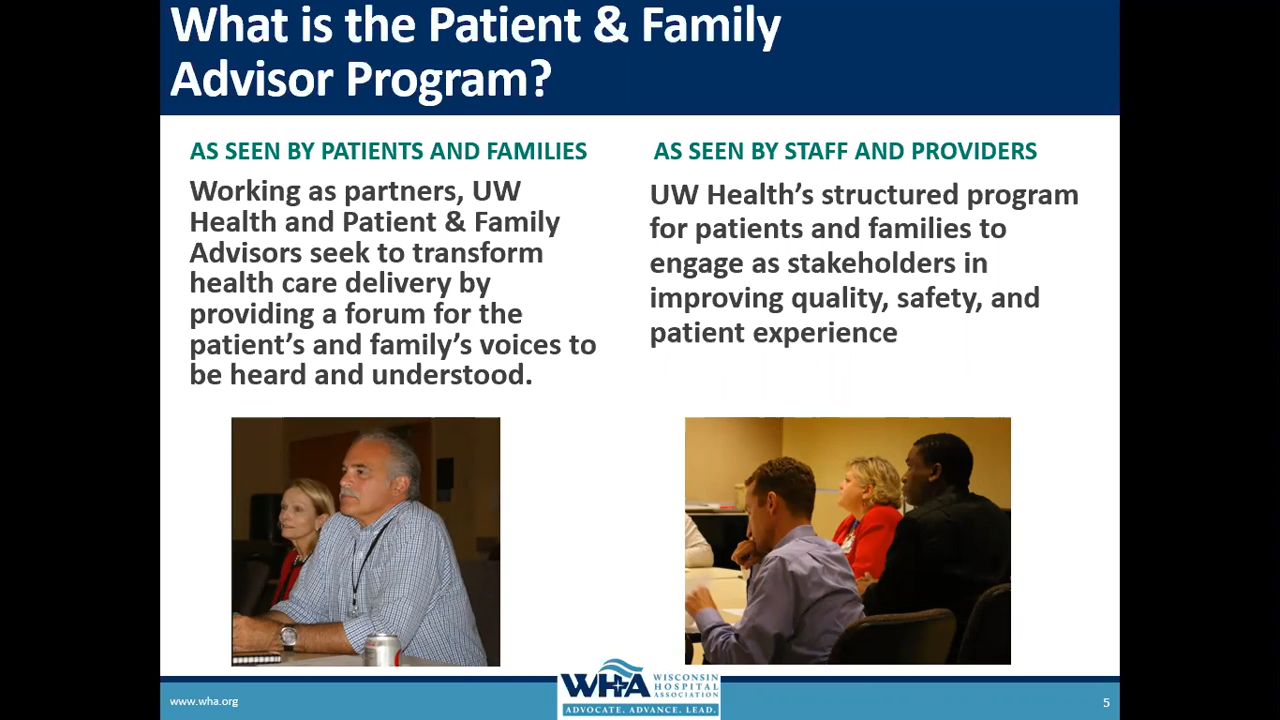 What is the Patient & Family
Advisor Program?
AS SEEN BY PATIENTS AND FAMILIES
Working as partners, UW
Health and Patient & Family
Advisors seek to transform
health care delivery by
providing a forum for the
patient's and family's voices to
be heard and understood.
AS SEEN BY STAFF AND PROVIDERS
UW Health's structured program
for patients and families to
engage as stakeholders in
improving quality, safety, and
patient experience
www.wha.org
WHA
WISCONSIN
HOSPITAL
ASSOCIATION
ADVOCATE. ADVANCE. LEAD.
5